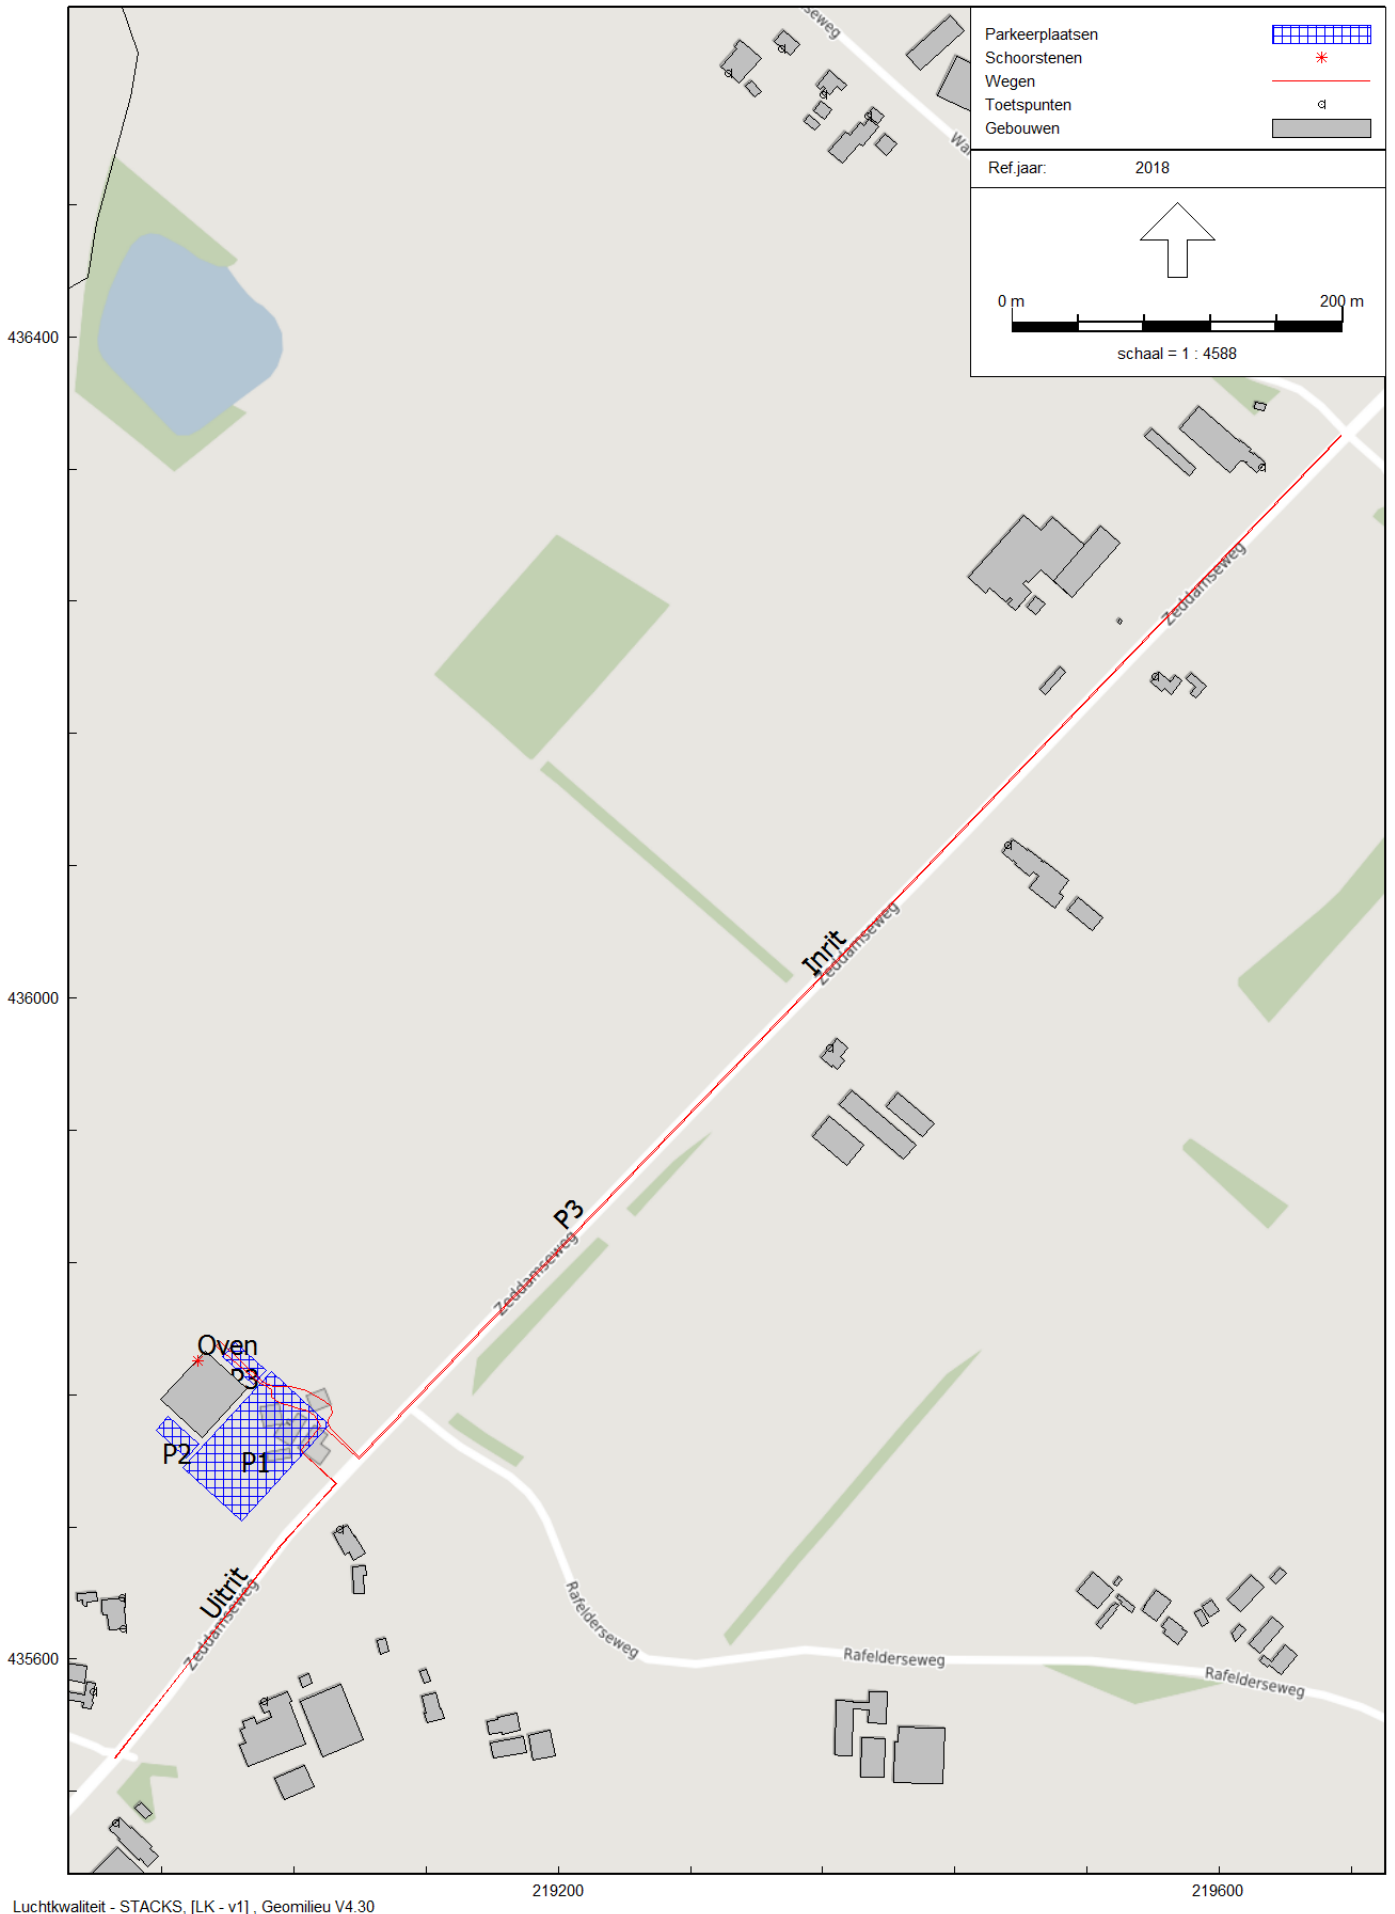 seweg
Parkeerplaatsen
Schoorstenen
Wegen
Toetspunten
Gebouwen
Ref.jaar: 2018
0 m 200 m
schaal = 1 : 4588
436400
Zeddamseweg
Inrit
Zeddamseweg
436000
P3
Zeddamseweg
Oven
P3
P2
P1
Uitrit
Zeddamseweg
Rafelderseweg
435600
Rafelderseweg
Rafelderseweg
219200
219600
Luchtkwaliteit - STACKS, [LK - v1] , Geomilieu V4.30